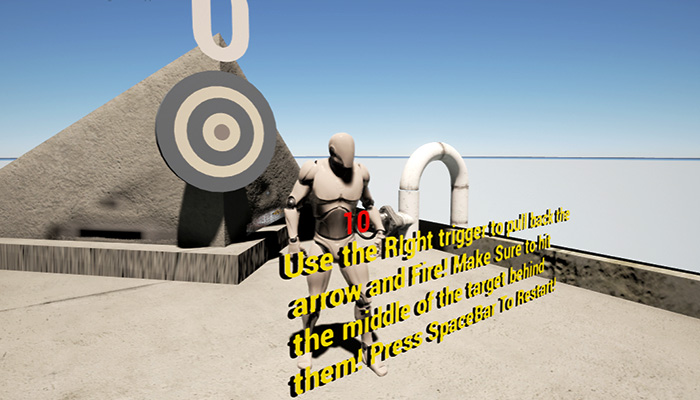 10
Use the Right trigger to pull back the
arrow and Fire! Make Sure to hit
the middle of the target behind
them! Press SpaceBar To Restart!